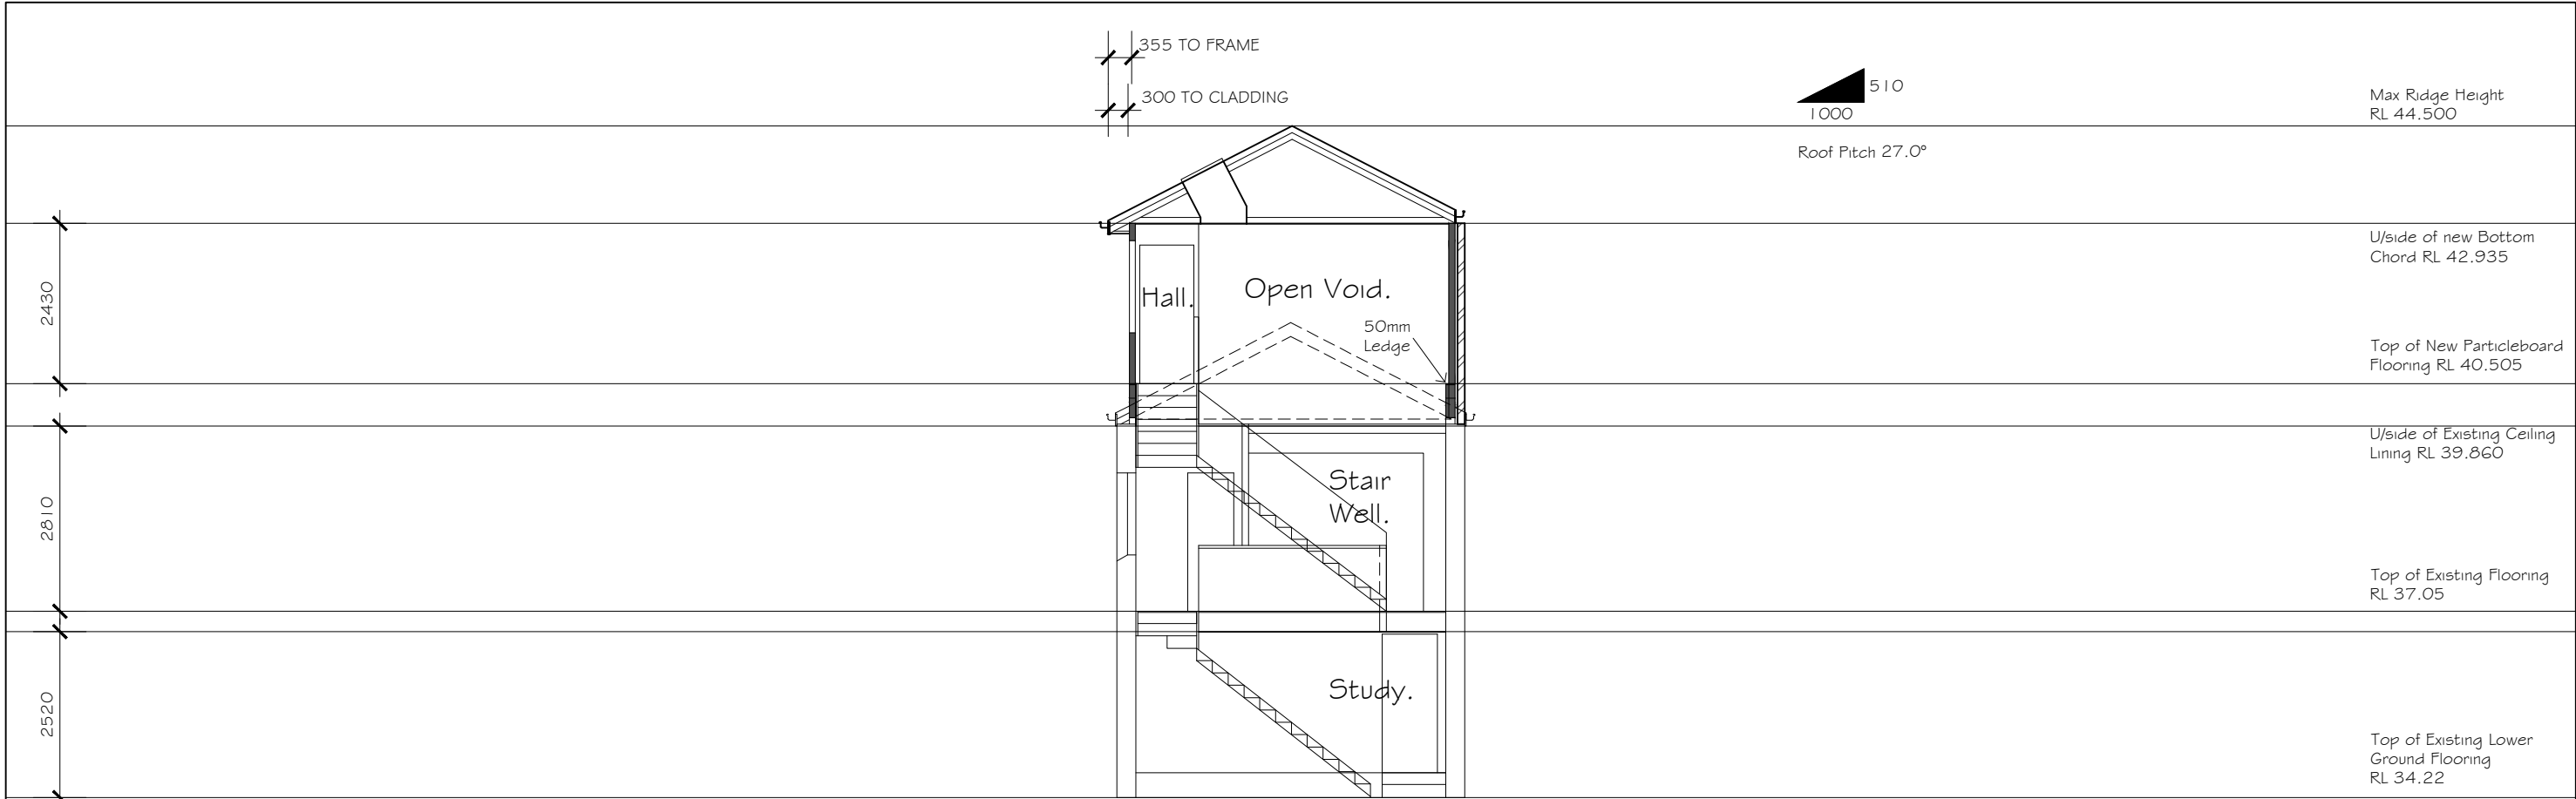 355 TO FRAME
300 TO CLADDING
510
1000
Roof Pitch 27.0°
Max Ridge Height
RL 44.500
U/side of new Bottom
Chord RL 42.935
2430
Hall.
Open Void.
50mm
Ledge
Top of New Particleboard
Flooring RL 40.505
U/side of Existing Ceiling
Lining RL 39.860
2810
Stair
Well.
Top of Existing Flooring
RL 37.05
2520
Study.
Top of Existing Lower
Ground Flooring
RL 34.22